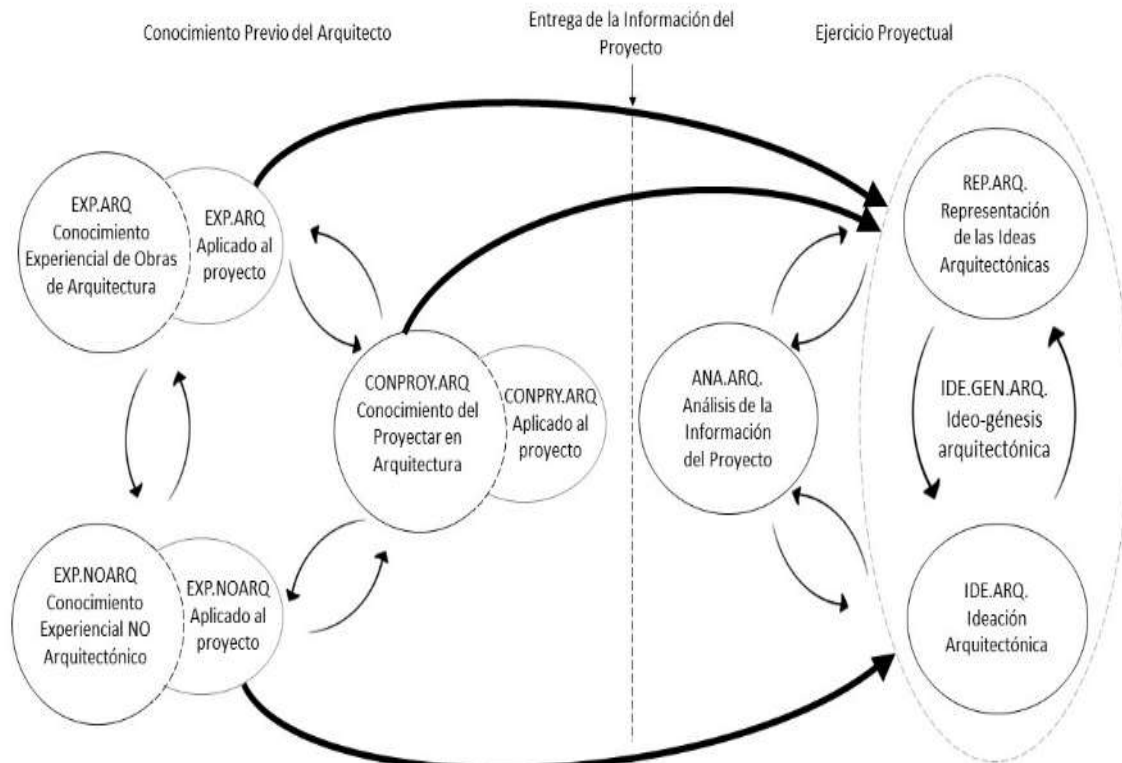 Conocimiento Previo del Arquitecto
Entrega de la Información del
Proyecto
Ejercicio Proyectual
EXP.ARQ
Conocimiento
Experiencial de Obras
de Arquitectura
EXP.ARQ
Aplicado al
proyecto
REP.ARQ.
Representación
de las Ideas
Arquitectónicas
CONPROY.ARQ
Conocimiento del
Proyectar en
Arquitectura
CONPRY.ARQ
Aplicado al
proyecto
ANA.ARQ.
Análisis de la
Información
del Proyecto
IDE.GEN.ARQ.
Ideo-génesis
arquitectónica
EXP.NOARQ
Conocimiento
Experiencial NO
Arquitectónico
EXP.NOARQ
Aplicado al
proyecto
IDE.ARQ.
Ideación
Arquitectónica